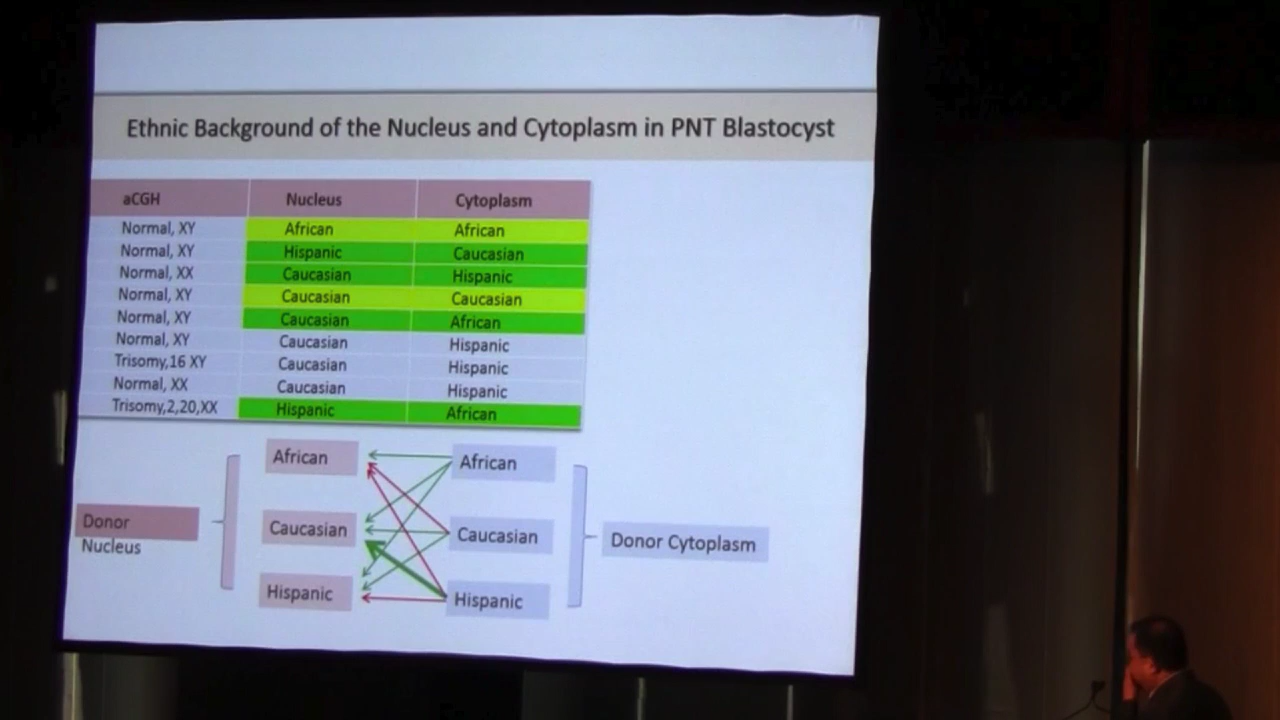 Ethnic Background of the Nucleus and Cytoplasm in PNT Blastocyst
aCGH Nucleus Cytoplasm
Normal, XY African African
Normal, XY Hispanic Caucasian
Normal, XX Caucasian Hispanic
Normal, XY Caucasian Caucasian
Normal, XY Caucasian African
Normal, XY Caucasian Hispanic
Trisomy,16 XY Caucasian Hispanic
Normal, XX Caucasian Hispanic
Trisomy,2,20,XX Hispanic African
African African
Donor Nucleus Caucasian Caucasian Donor Cytoplasm
Hispanic Hispanic